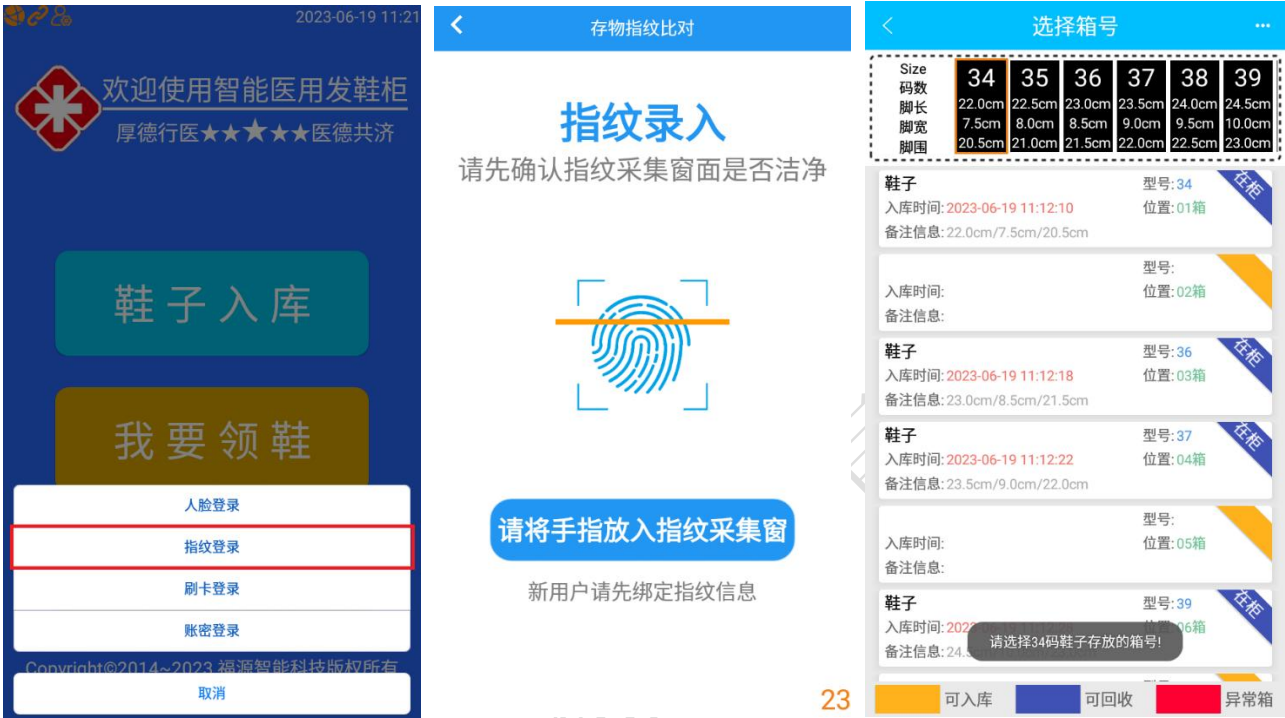 2023-06-19 11:21
欢迎使用智能医用发鞋柜
厚德行医★★★★★医德共济
鞋子入库
我要领鞋
人脸登录
指纹登录
刷卡登录
账密登录
Copyright©2014~2023 福源智能科技版权所有
取消
存物指纹比对
指纹录入
请先确认指纹采集窗面是否洁净
请将手指放入指纹采集窗
新用户请先绑定指纹信息
23
选择箱号
Size 码数 34 35 36 37 38 39
脚长 22.0cm 22.5cm 23.0cm 23.5cm 24.0cm 24.5cm
脚宽 7.5cm 8.0cm 8.5cm 9.0cm 9.5cm 10.0cm
脚围 20.5cm 21.0cm 21.5cm 22.0cm 22.5cm 23.0cm
鞋子 型号:34 在柜
入库时间:2023-06-19 11:12:10 位置:01箱
备注信息:22.0cm/7.5cm/20.5cm
型号:
入库时间: 位置:02箱
备注信息:
鞋子 型号:36 在柜
入库时间:2023-06-19 11:12:18 位置:03箱
备注信息:23.0cm/8.5cm/21.5cm
鞋子 型号:37 在柜
入库时间:2023-06-19 11:12:22 位置:04箱
备注信息:23.5cm/9.0cm/22.0cm
型号:
入库时间: 位置:05箱
备注信息:
鞋子 型号:39 在柜
入库时间:202 06箱
备注信息:24.
请选择34码鞋子存放的箱号!
可入库 可回收 异常箱